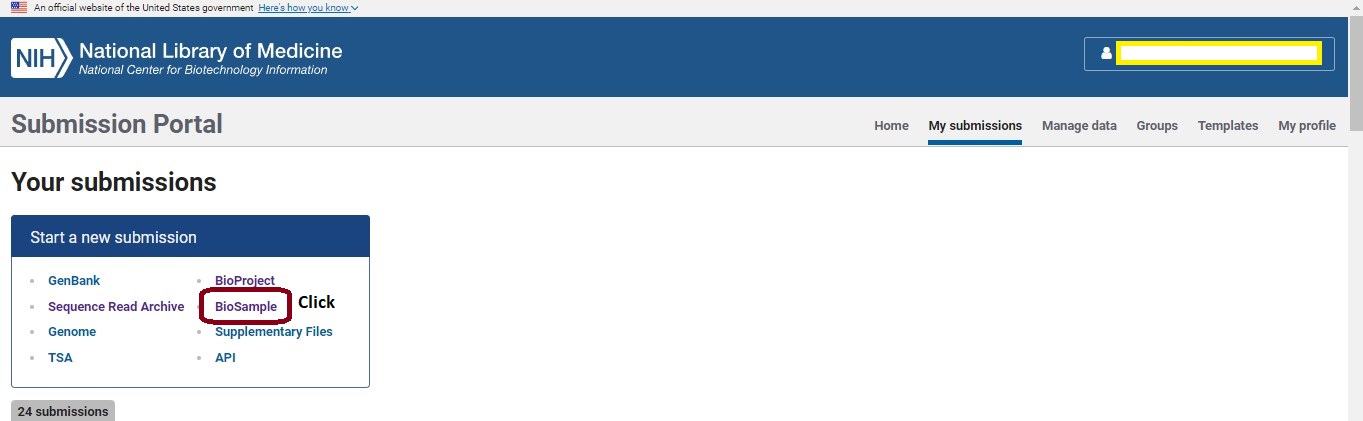 An official website of the United States government Here's how you know
NIH National Library of Medicine
National Center for Biotechnology Information
Submission Portal
Home My submissions Manage data Groups Templates My profile
Your submissions
Start a new submission
GenBank BioProject
Sequence Read Archive BioSample Click
Genome Supplementary Files
TSA API
24 submissions